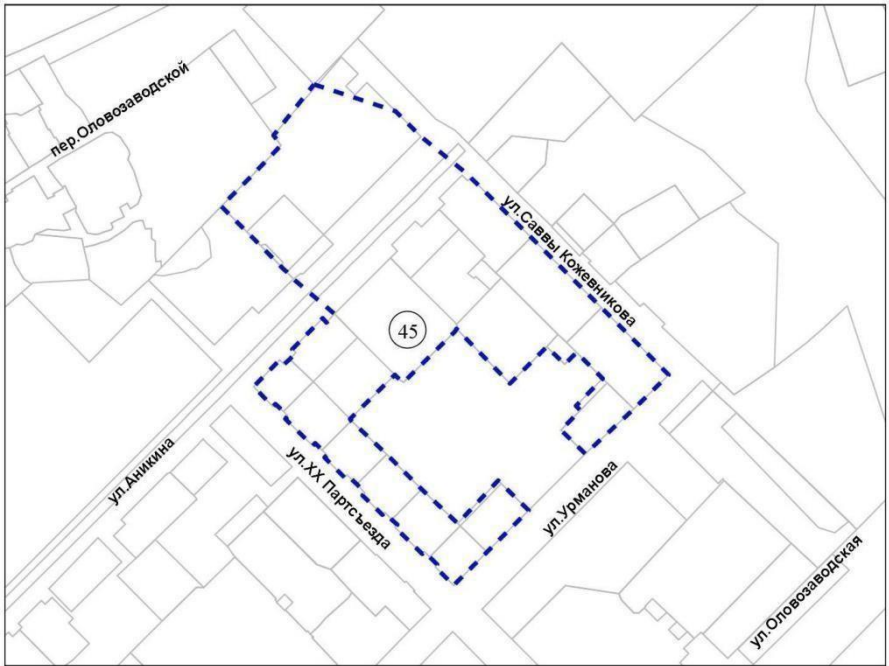 пер.Оловозаводской
ул.Саввы Кожевникова
45
ул.Аникина
ул.XX Партсъезда
ул.Урманова
ул.Оловозаводская